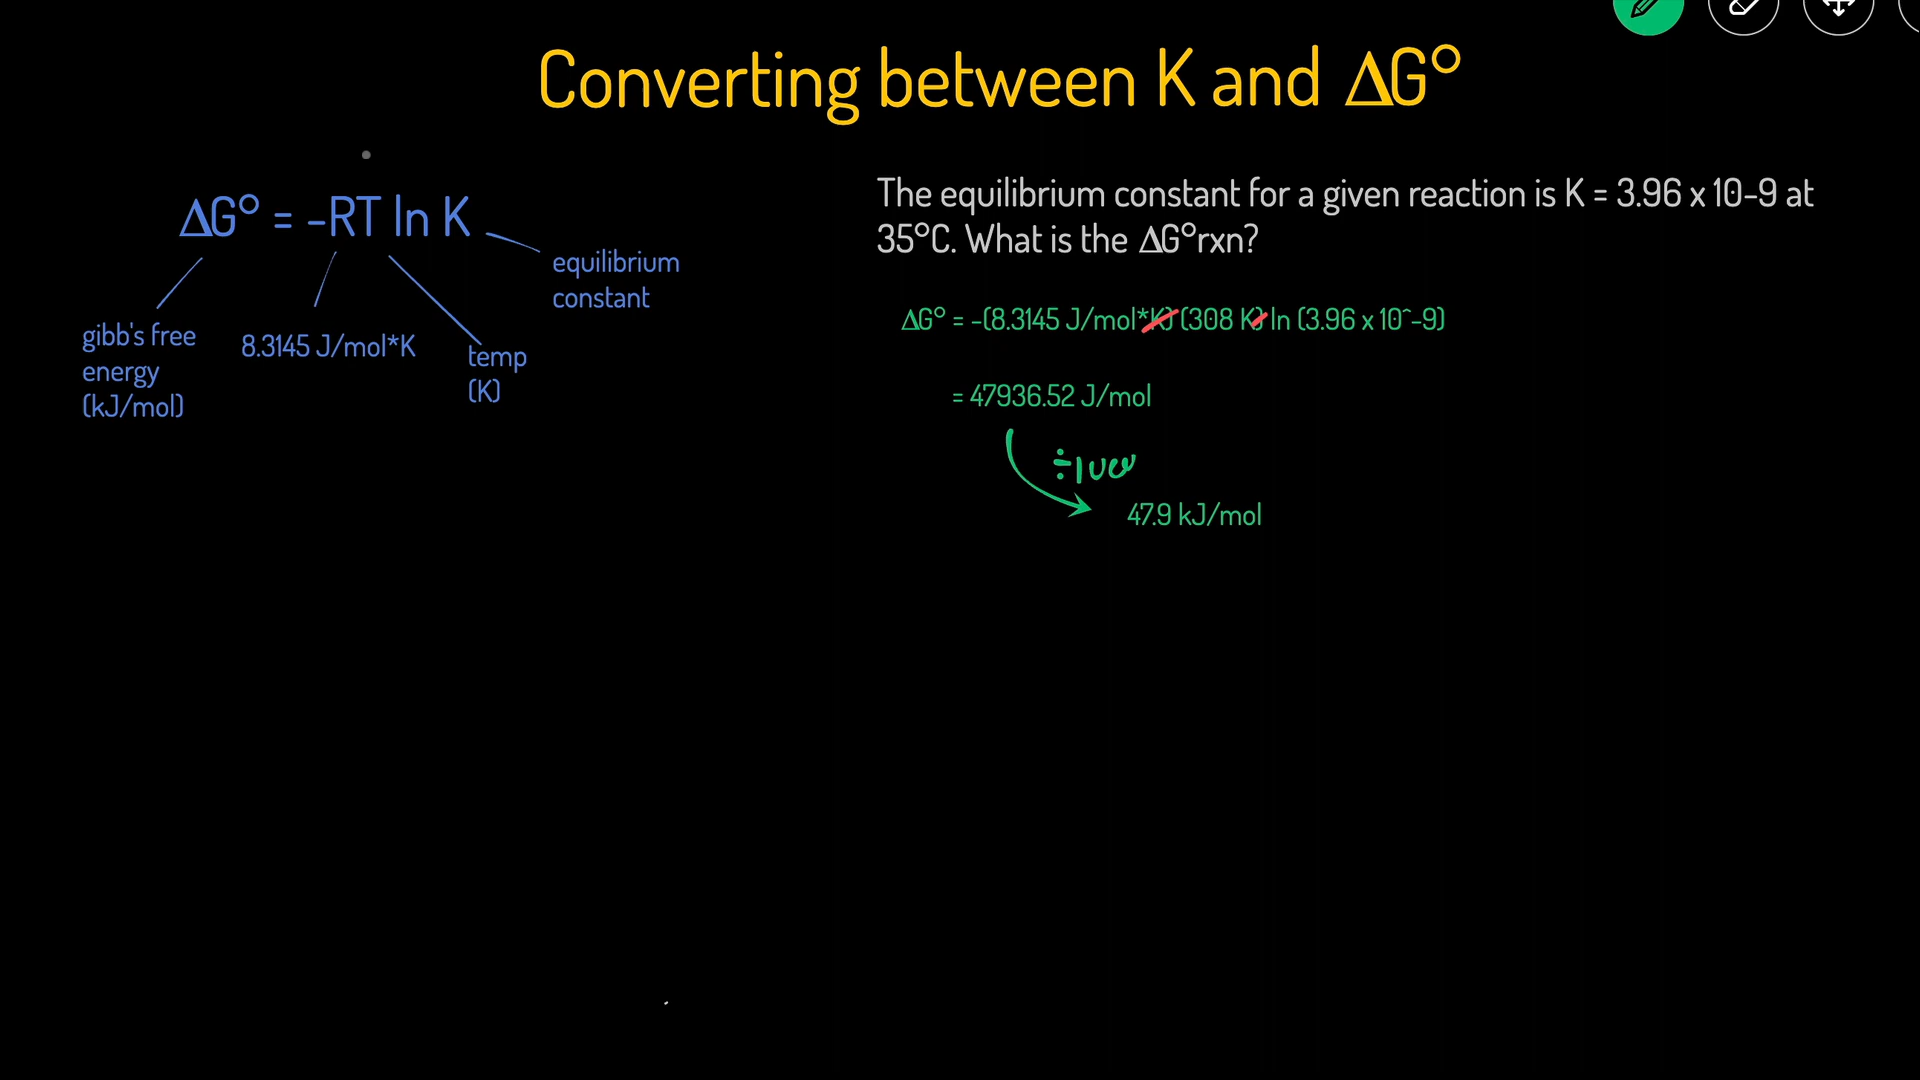 Converting between K and ΔG°
ΔG° = -RT ln K
equilibrium
constant
gibb's free
energy
(kJ/mol)
8.3145 J/mol*K
temp
(K)
The equilibrium constant for a given reaction is K = 3.96 x 10-9 at
35°C. What is the ΔG°rxn?
ΔG° = -(8.3145 J/mol*K) (308 K) ln (3.96 x 10^-9)
= 47936.52 J/mol
47.9 kJ/mol